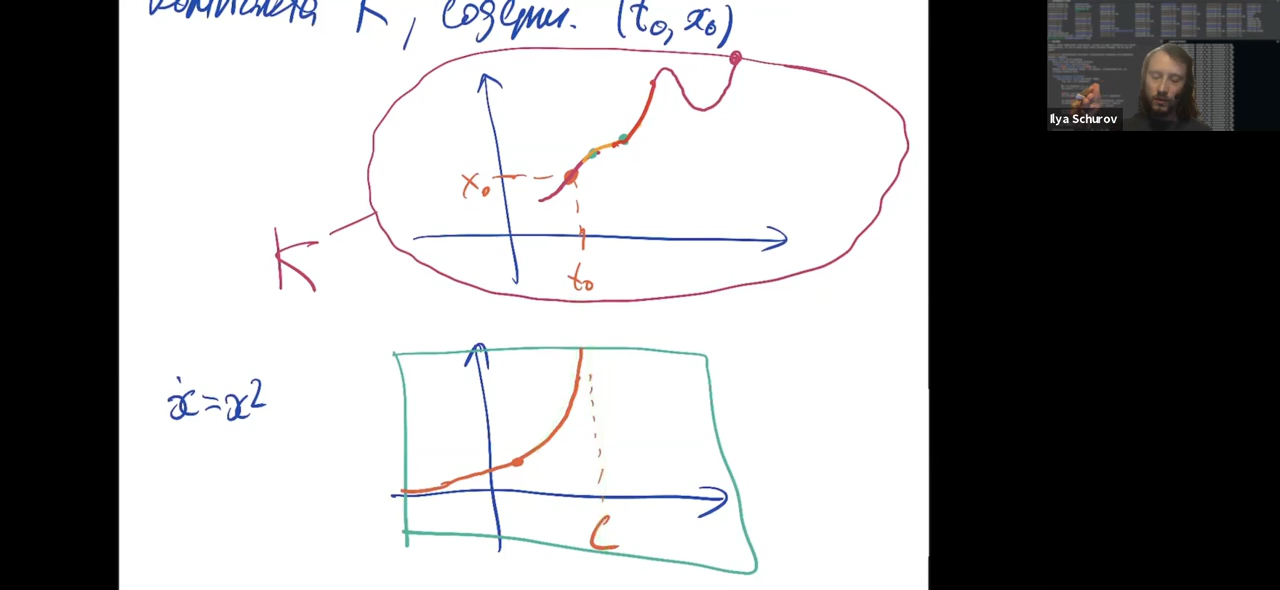 компакта K, содерж. (t₀, x₀)
x₀
K
t₀
ẋ=x²
C
Ilya Schurov